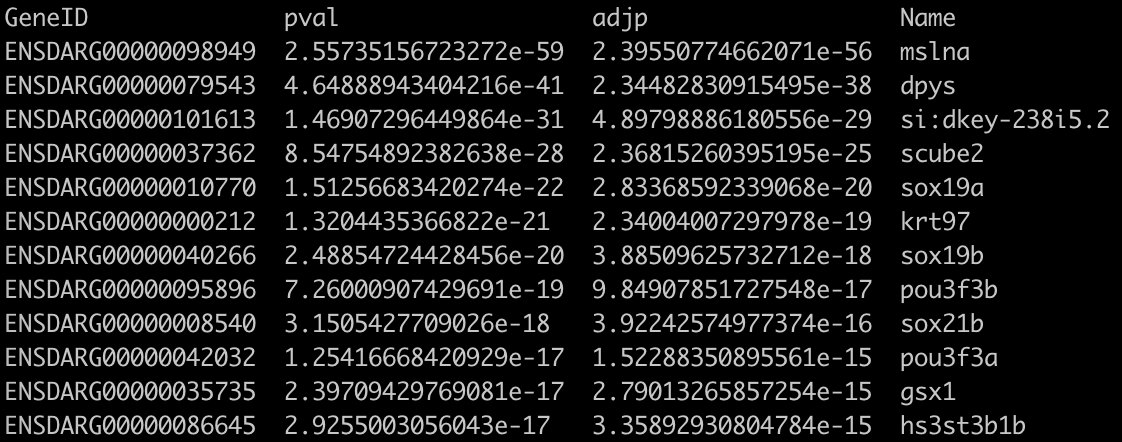 GeneID pval adjp Name
ENSDARG00000098949 2.55735156723272e-59 2.39550774662071e-56 mslna
ENSDARG00000079543 4.64888943404216e-41 2.34482830915495e-38 dpys
ENSDARG00000101613 1.46907296449864e-31 4.89798886180556e-29 si:dkey-238i5.2
ENSDARG00000037362 8.54754892382638e-28 2.36815260395195e-25 scube2
ENSDARG00000010770 1.51256683420274e-22 2.83368592339068e-20 sox19a
ENSDARG00000000212 1.3204435366822e-21 2.34004007297978e-19 krt97
ENSDARG00000040266 2.48854724428456e-20 3.88509625732712e-18 sox19b
ENSDARG00000095896 7.26000907429691e-19 9.84907851727548e-17 pou3f3b
ENSDARG00000008540 3.1505427709026e-18 3.92242574977374e-16 sox21b
ENSDARG00000042032 1.25416668420929e-17 1.52288350895561e-15 pou3f3a
ENSDARG00000035735 2.39709429769081e-17 2.79013265857254e-15 gsx1
ENSDARG00000086645 2.9255003056043e-17 3.35892930804784e-15 hs3st3b1b